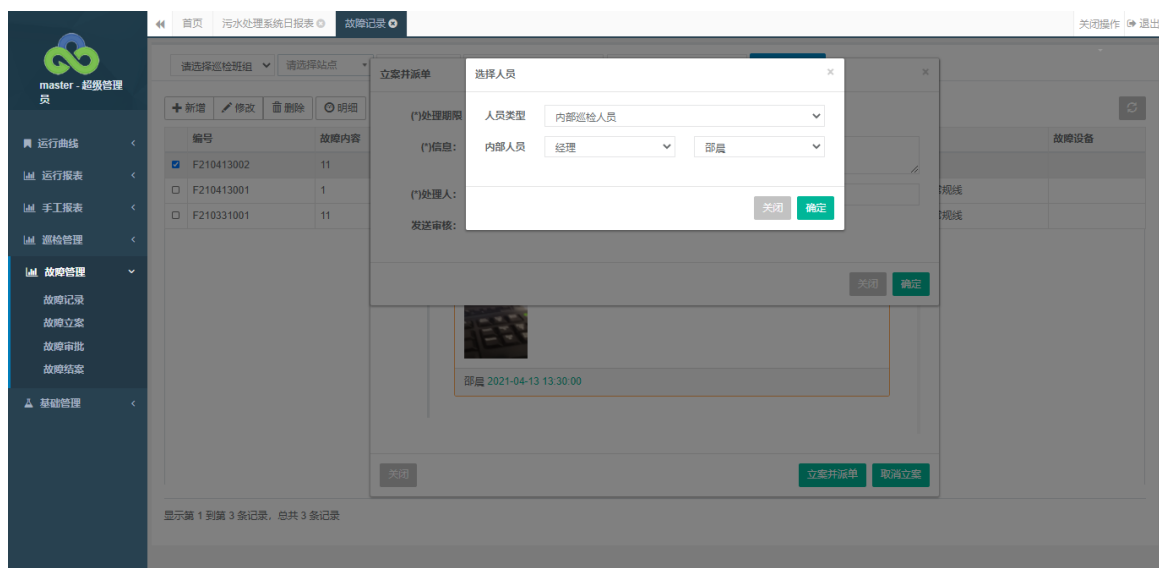 首页 污水处理系统日报表 故障记录 关闭操作 退出
master - 超级管理
员
运行曲线
运行报表
手工报表
巡检管理
故障管理
故障记录
故障立案
故障审批
故障结案
基础管理
请选择巡检班组 请选择站点
新增 修改 删除 明细
编号 故障内容 故障设备
F210413002 11
F210413001 1 常规线
F210331001 11 常规线
立案并派单 ×
(*)处理期限
(*)信息:
(*)处理人:
发送审核:
关闭 确定
选择人员 ×
人员类型 内部巡检人员
内部人员 经理 邵晨
关闭 确定
邵晨 2021-04-13 13:30:00
关闭 立案并派单 取消立案
显示第 1 到第 3 条记录，总共 3 条记录